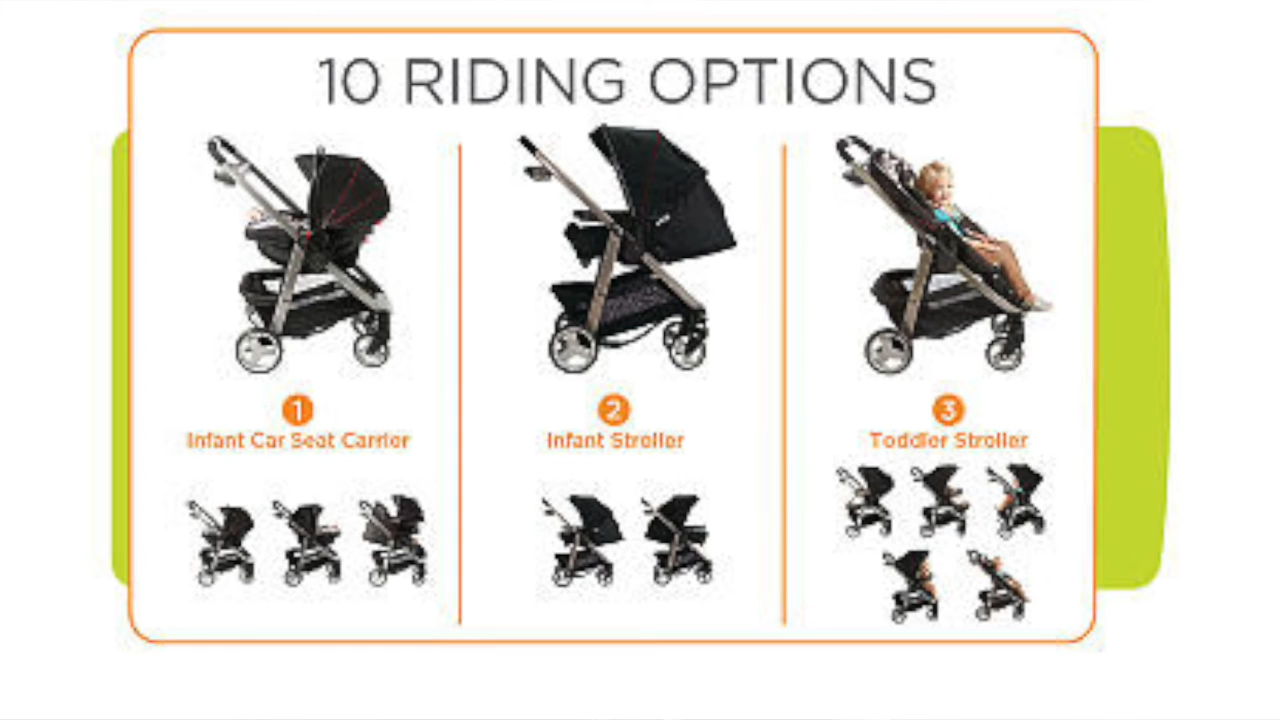 10 RIDING OPTIONS
1
Infant Car Seat Carrier
2
Infant Stroller
3
Toddler Stroller